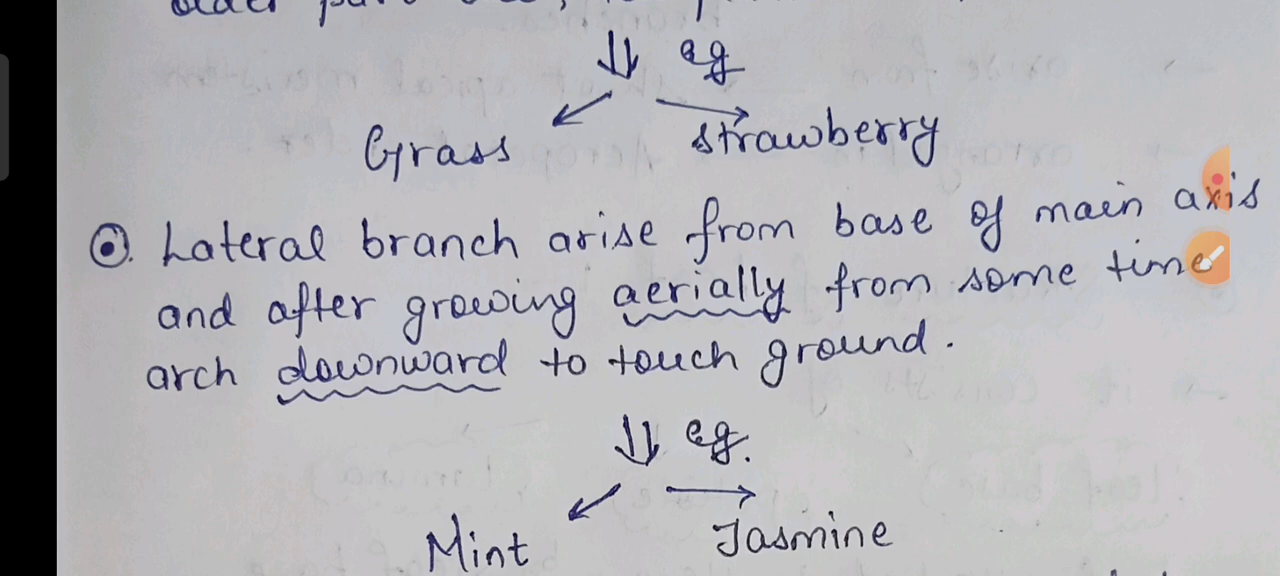 eg
Grass strawberry
Lateral branch arise from base of main axis
and after growing aerially from some time
arch downward to touch ground.
eg.
Mint Jasmine